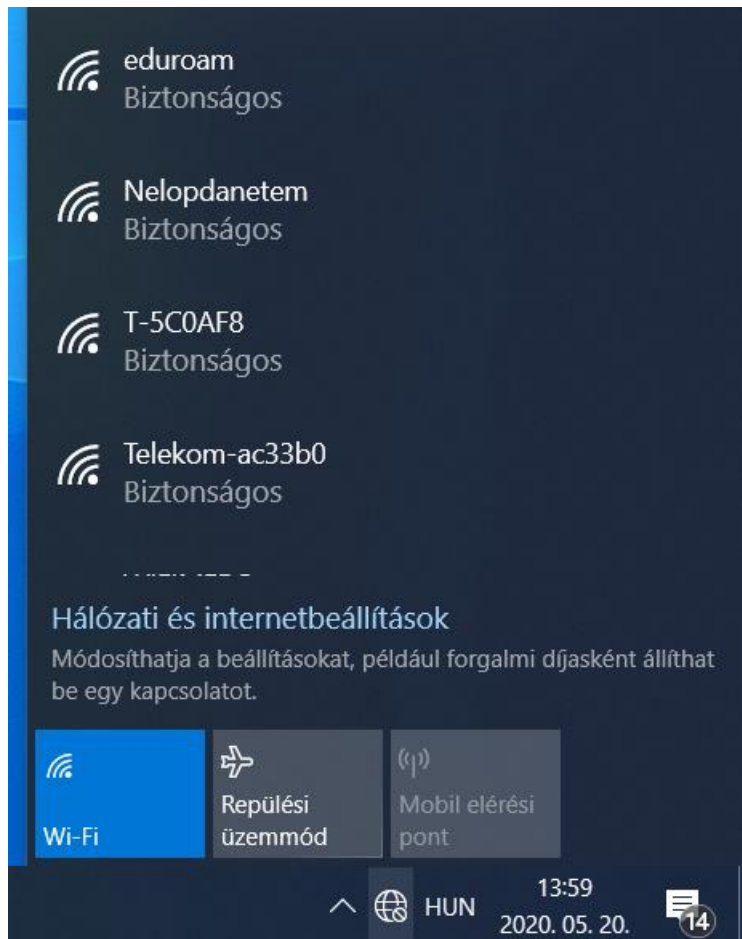 eduroam
Biztonságos
Nelopdanetem
Biztonságos
T-5C0AF8
Biztonságos
Telekom-ac33b0
Biztonságos
Hálózati és internetbeállítások
Módosíthatja a beállításokat, például forgalmi díjasként állíthat
be egy kapcsolatot.
Wi-Fi
Repülési
üzemmód
Mobil elérési
pont
HUN
13:59
2020. 05. 20.
14